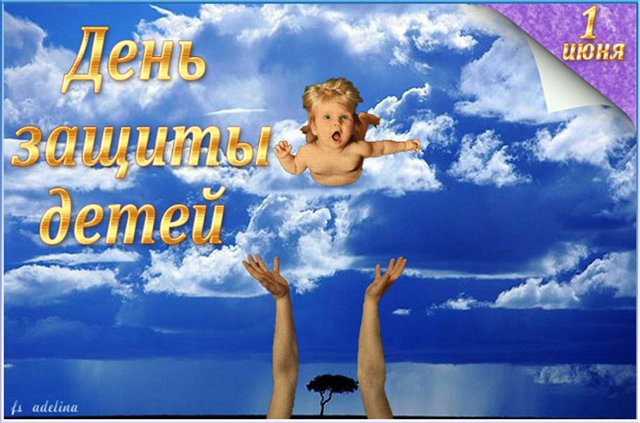 День
защиты
детей
1
июня
fs adelina